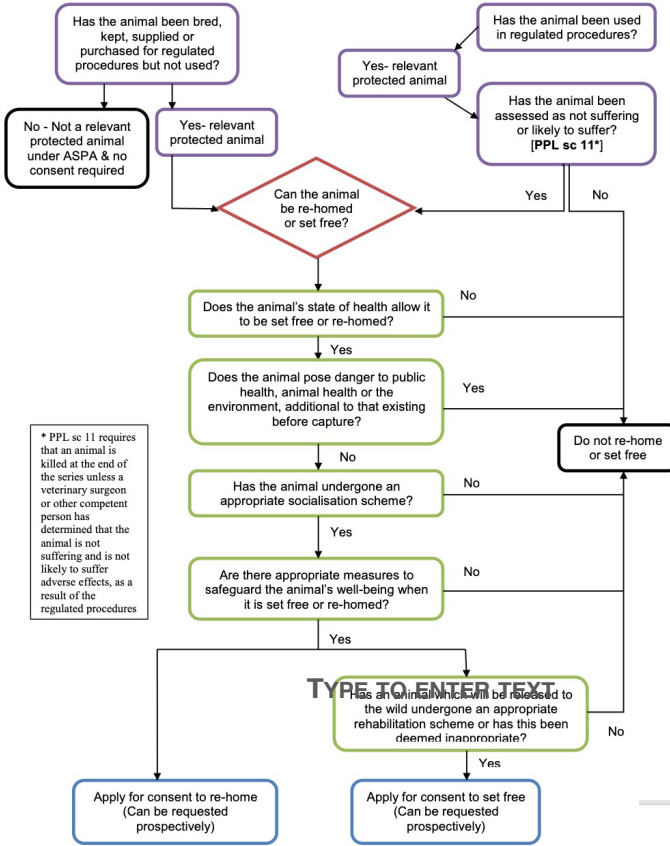 Has the animal been bred,
kept, supplied or
purchased for regulated
procedures but not used?
Has the animal been used
in regulated procedures?
Yes- relevant
protected animal
Has the animal been
assessed as not suffering
or likely to suffer?
[PPL sc 11*]
No - Not a relevant
protected animal
under ASPA & no
consent required
Yes- relevant
protected animal
Yes
No
Can the animal
be re-homed
or set free?
Does the animal's state of health allow it
to be set free or re-homed?
No
Yes
Does the animal pose danger to public
health, animal health or the
environment, additional to that existing
before capture?
Yes
No
Do not re-home
or set free
* PPL sc 11 requires
that an animal is
killed at the end of
the series unless a
veterinary surgeon
or other competent
person has
determined that the
animal is not
suffering and is not
likely to suffer
adverse effects, as a
result of the
regulated procedures
Has the animal undergone an
appropriate socialisation scheme?
No
Yes
Are there appropriate measures to
safeguard the animal's well-being when
it is set free or re-homed?
No
Yes
TYPE TO ENTER TEXT
Has an animal which will be released to
the wild undergone an appropriate
rehabilitation scheme or has this been
deemed inappropriate?
No
Yes
Apply for consent to re-home
(Can be requested
prospectively)
Apply for consent to set free
(Can be requested
prospectively)